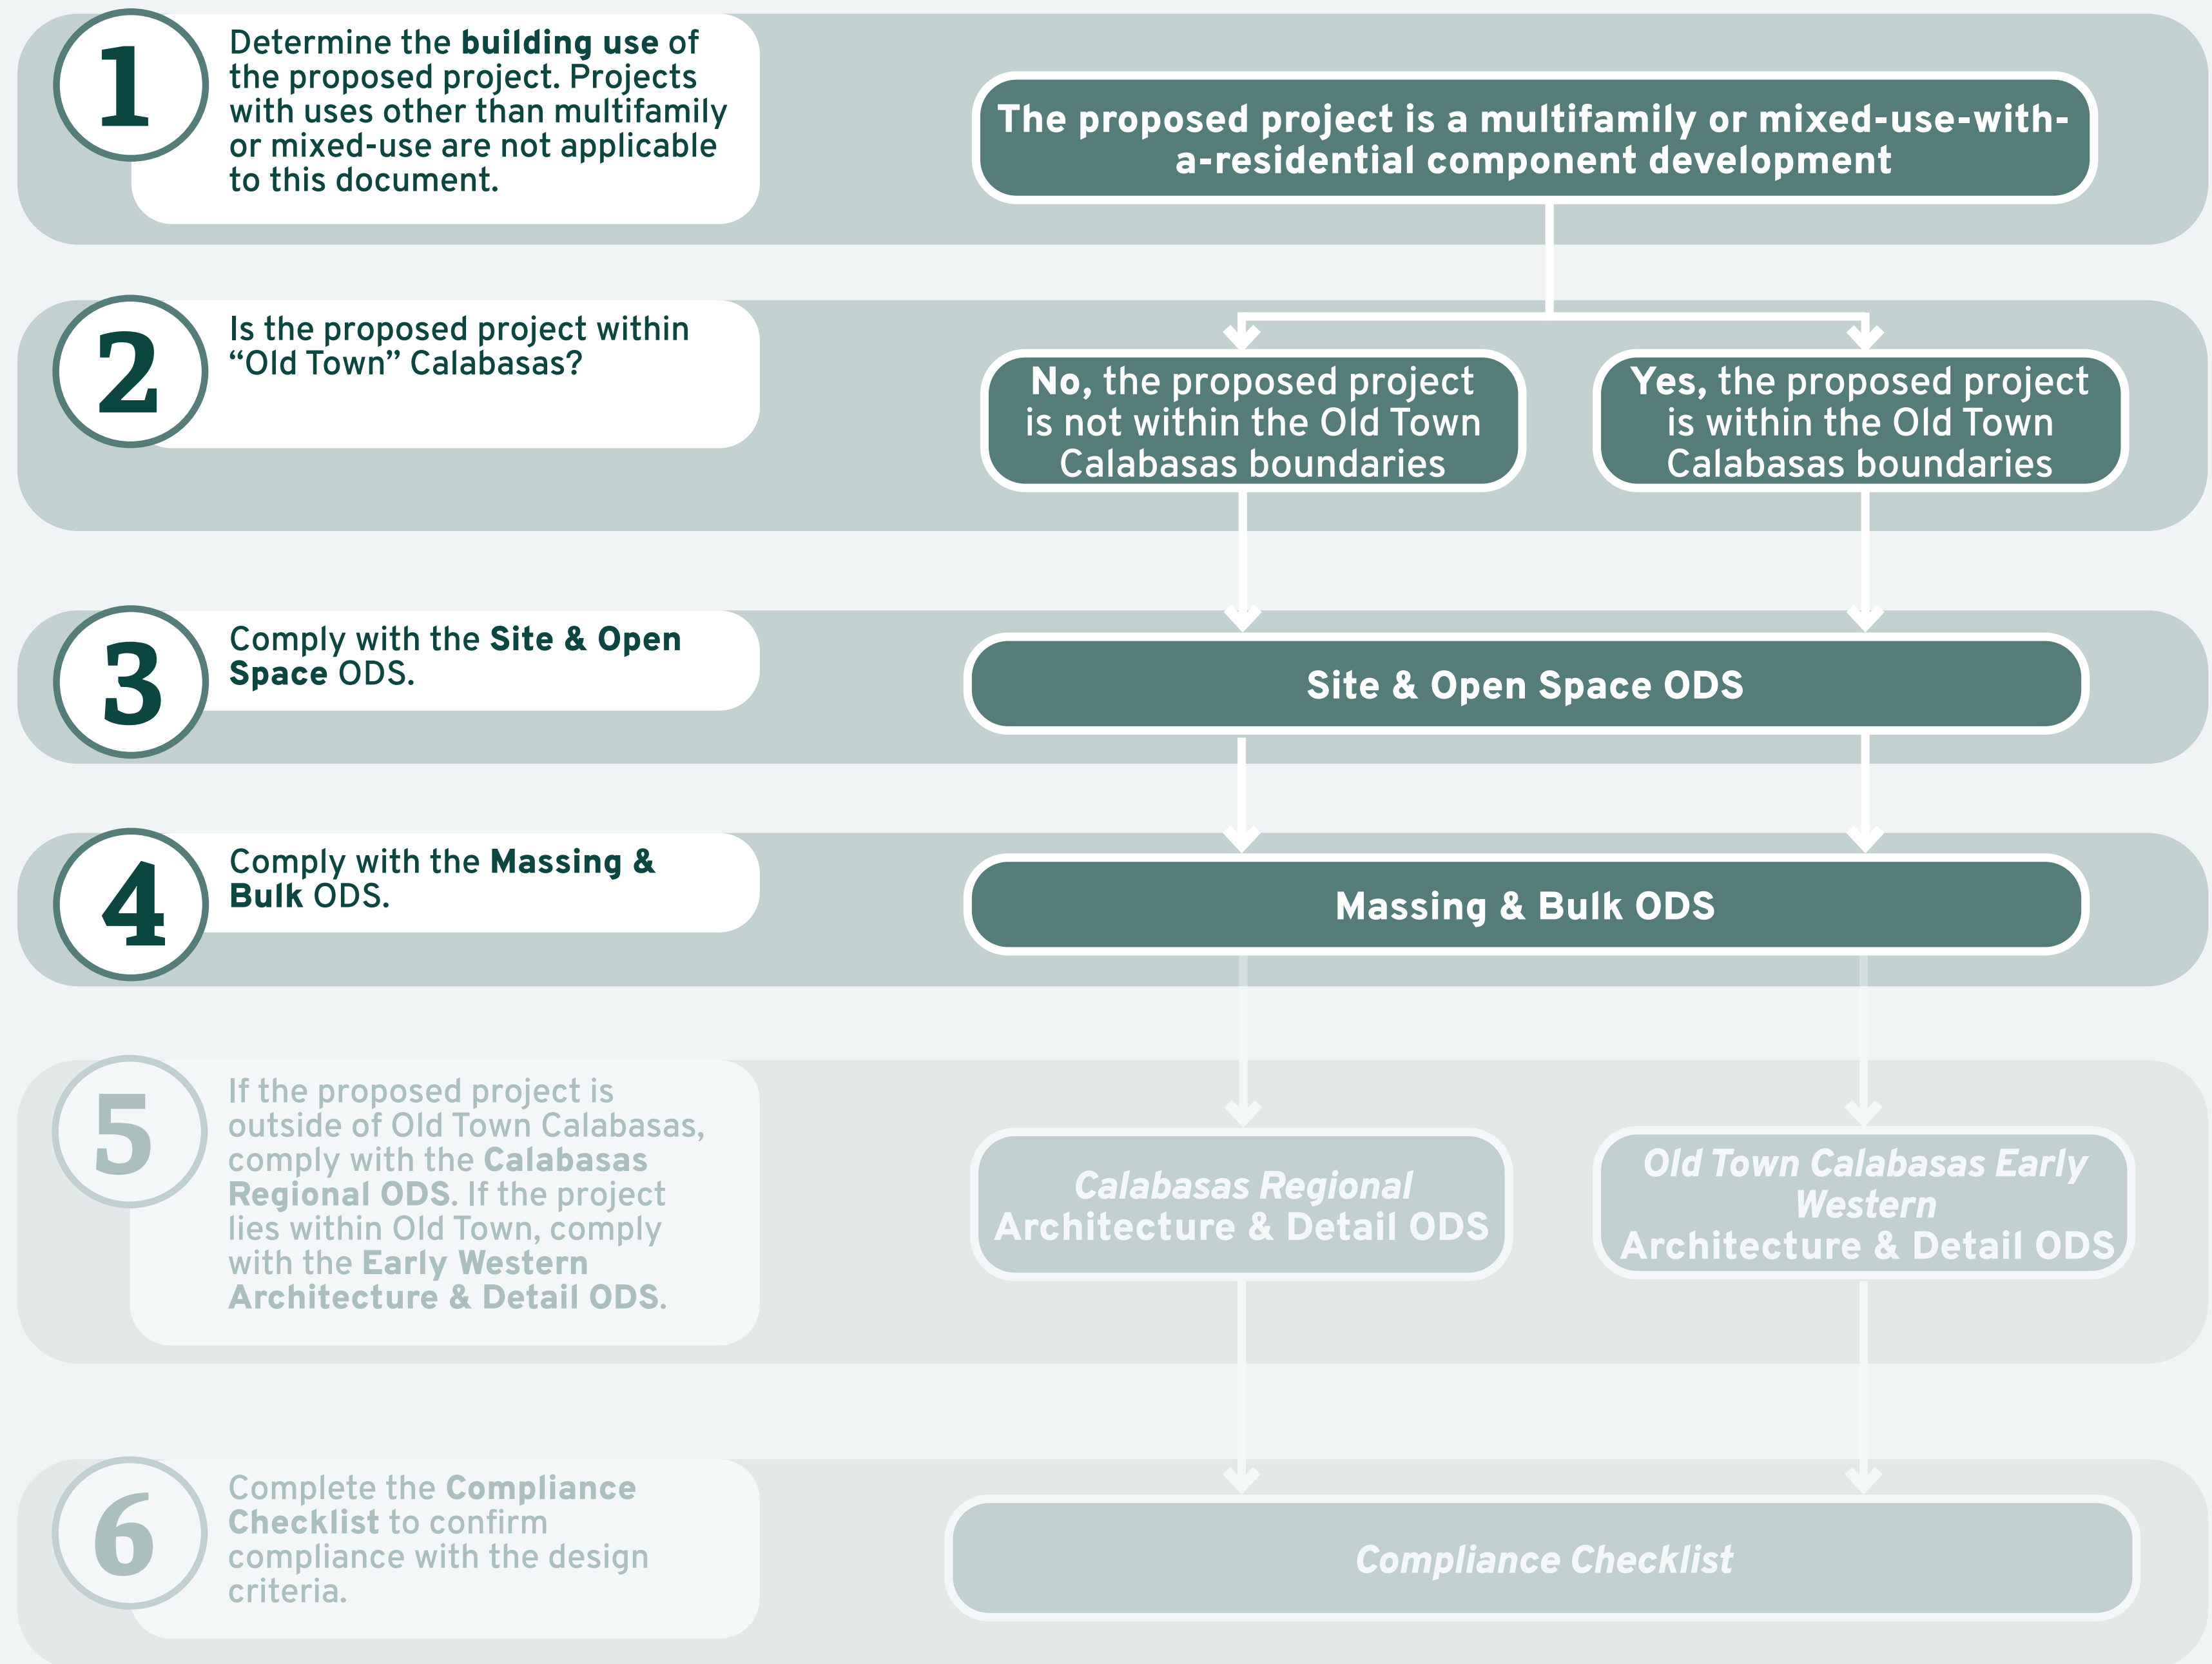 1
Determine the building use of
the proposed project. Projects
with uses other than multifamily
or mixed-use are not applicable
to this document.
The proposed project is a multifamily or mixed-use-with-
a-residential component development
2
Is the proposed project within
“Old Town” Calabasas?
No, the proposed project
is not within the Old Town
Calabasas boundaries
Yes, the proposed project
is within the Old Town
Calabasas boundaries
3
Comply with the Site & Open
Space ODS.
Site & Open Space ODS
4
Comply with the Massing &
Bulk ODS.
Massing & Bulk ODS
5
If the proposed project is
outside of Old Town Calabasas,
comply with the Calabasas
Regional ODS. If the project
lies within Old Town, comply
with the Early Western
Architecture & Detail ODS.
Calabasas Regional
Architecture & Detail ODS
Old Town Calabasas Early
Western
Architecture & Detail ODS
6
Complete the Compliance
Checklist to confirm
compliance with the design
criteria.
Compliance Checklist